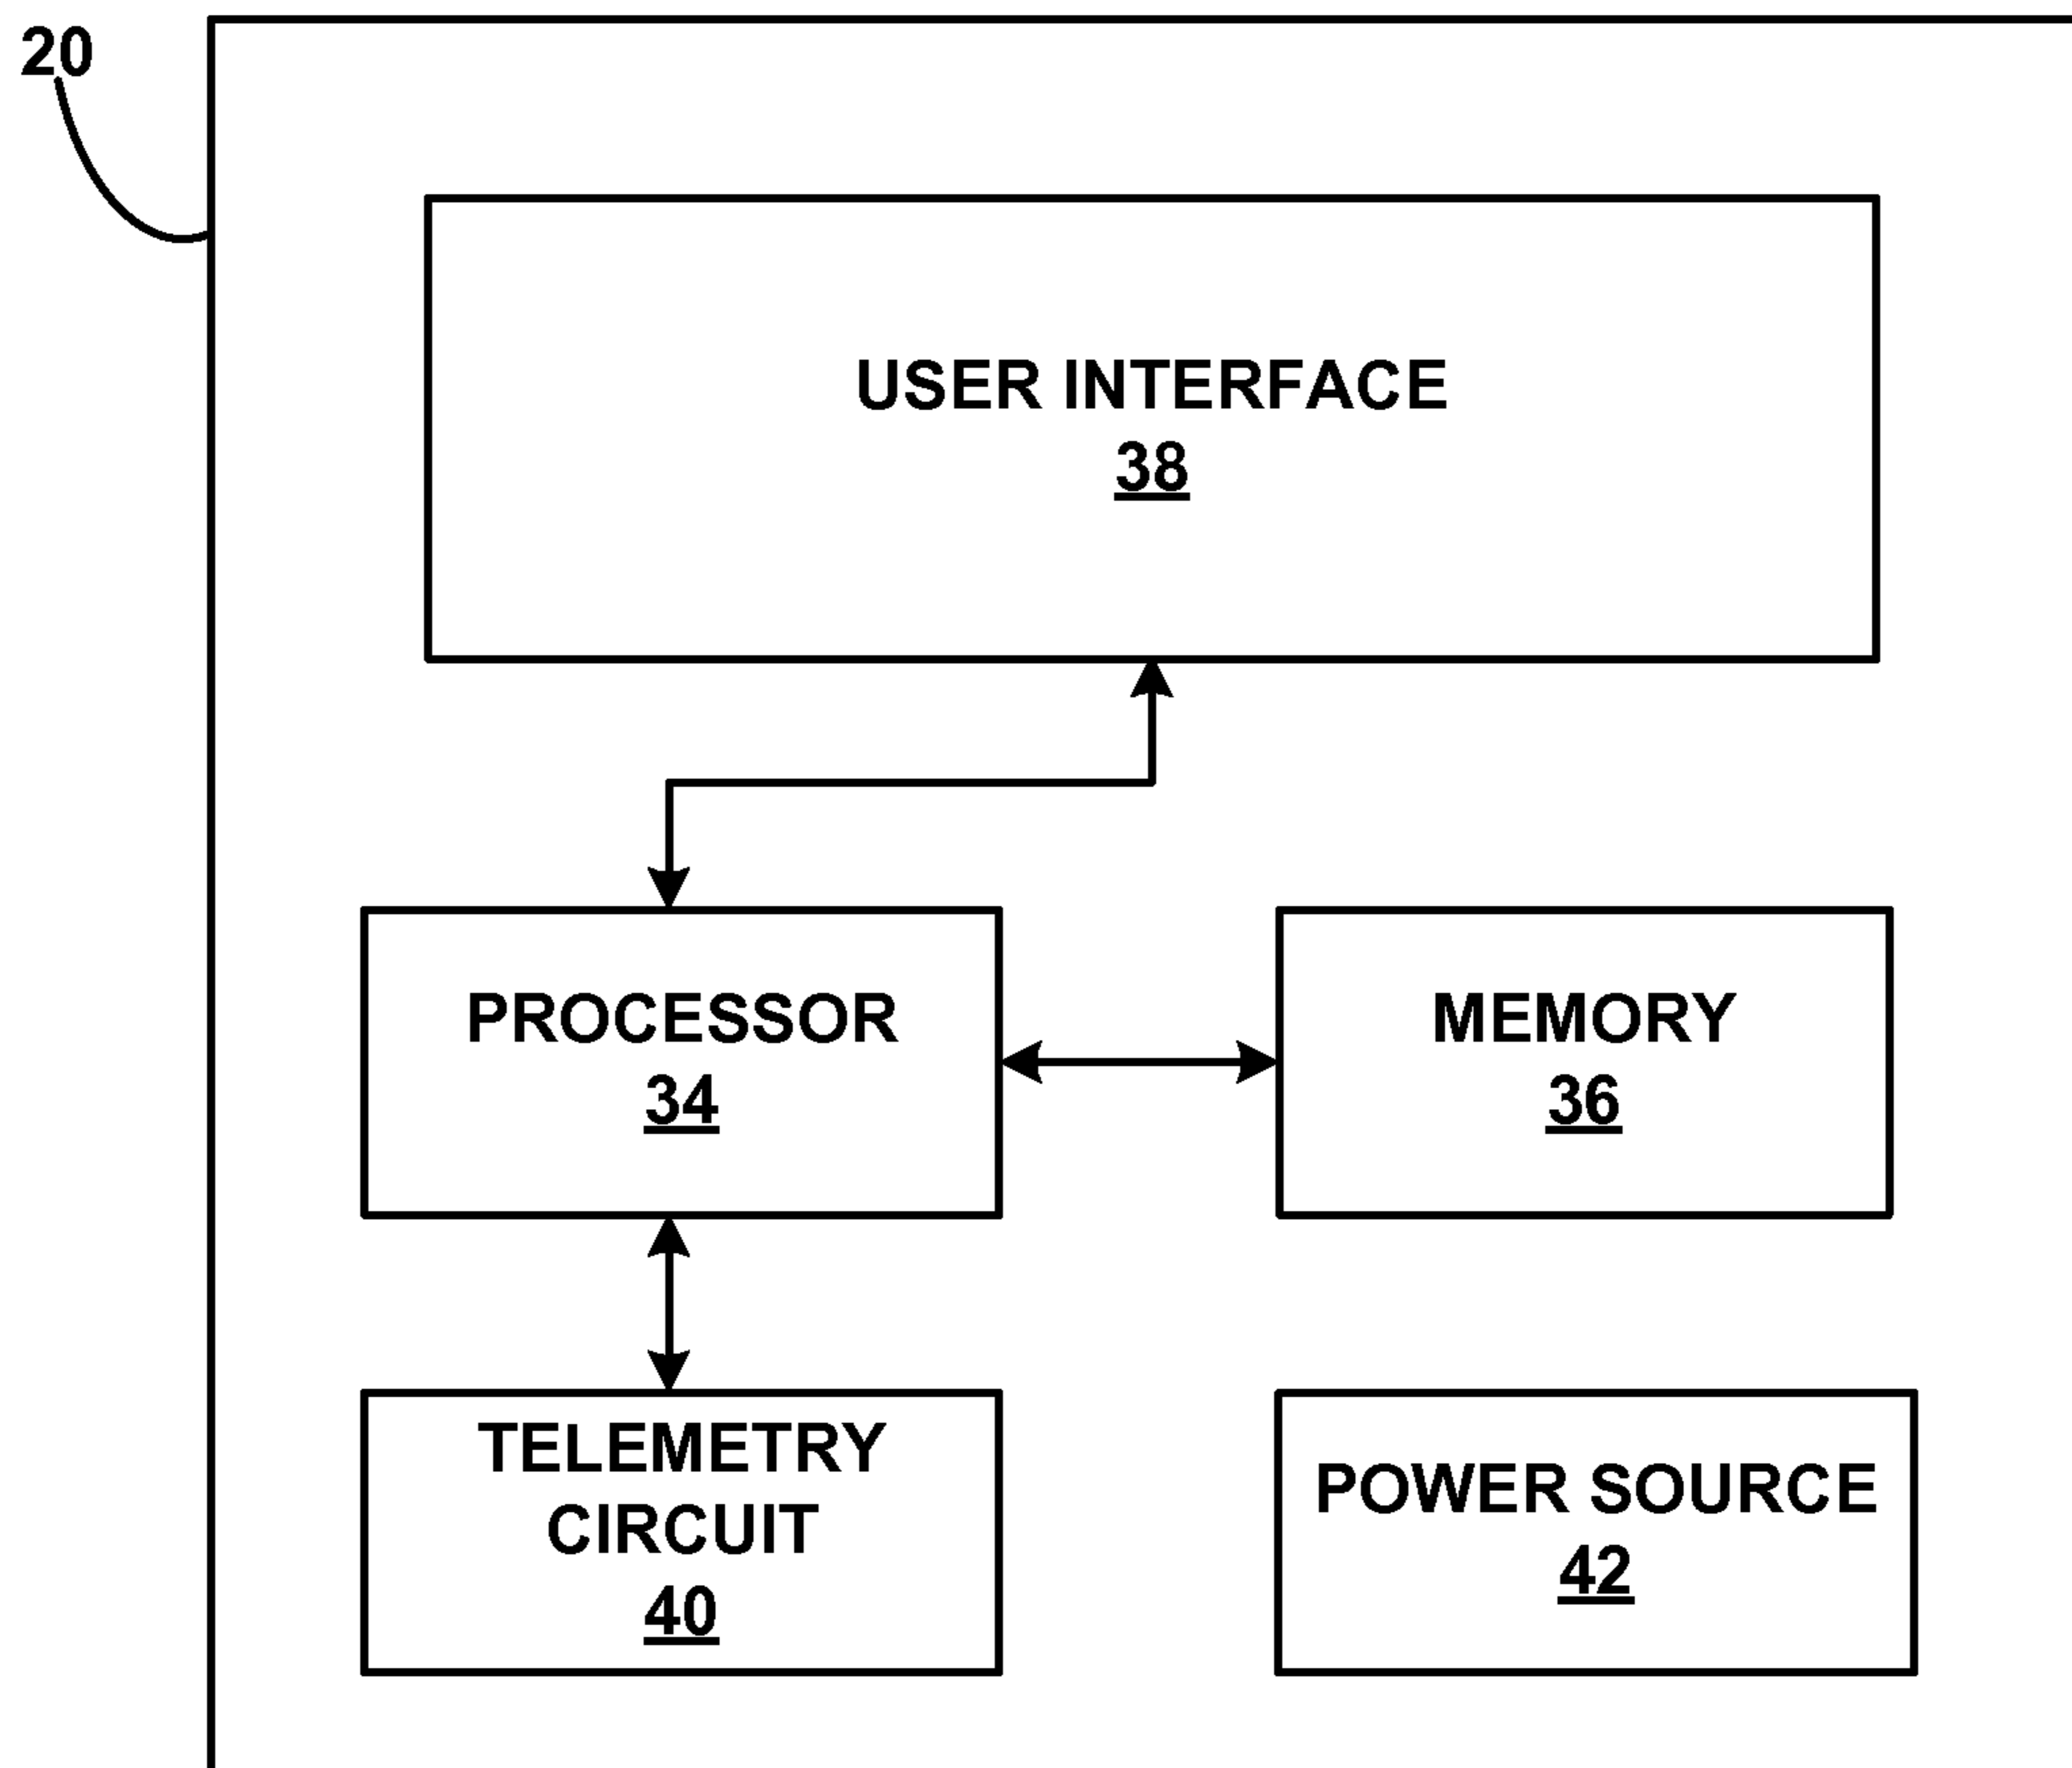 20
USER INTERFACE
38
PROCESSOR
34
MEMORY
36
TELEMETRY
CIRCUIT
40
POWER SOURCE
42